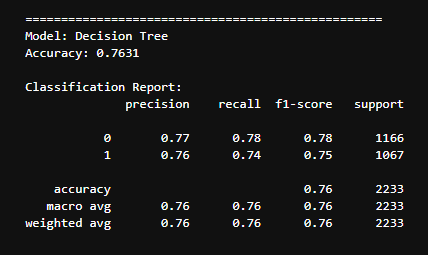 ==================================================
Model: Decision Tree
Accuracy: 0.7631
Classification Report:
precision recall f1-score support
0 0.77 0.78 0.78 1166
1 0.76 0.74 0.75 1067
accuracy 0.76 2233
macro avg 0.76 0.76 0.76 2233
weighted avg 0.76 0.76 0.76 2233